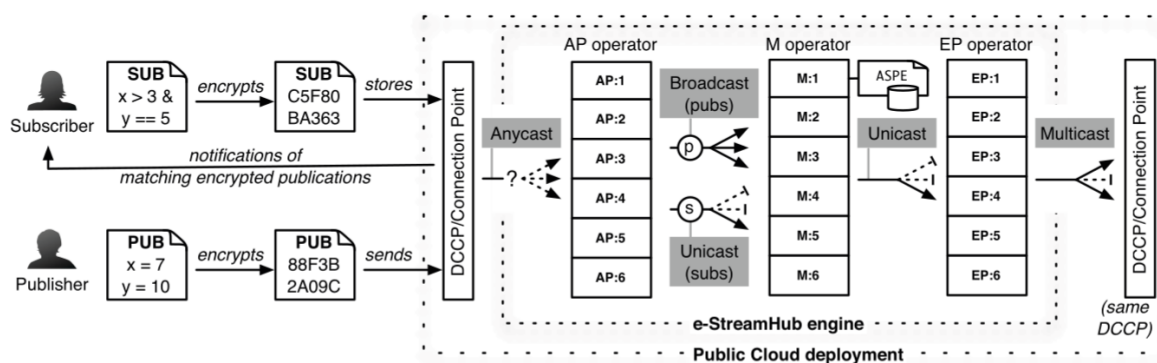 AP operator
M operator
EP operator
SUB
x > 3 &
y == 5
encrypts
SUB
C5F80
BA363
stores
Subscriber
notifications of
matching encrypted publications
PUB
x = 7
y = 10
encrypts
PUB
88F3B
2A09C
sends
Publisher
DCCP/Connection Point
Anycast
?
AP:1
AP:2
AP:3
AP:4
AP:5
AP:6
Broadcast
(pubs)
p
s
Unicast
(subs)
M:1
M:2
M:3
M:4
M:5
M:6
ASPE
Unicast
EP:1
EP:2
EP:3
EP:4
EP:5
EP:6
Multicast
DCCP/Connection Point
(same
DCCP)
e-StreamHub engine
Public Cloud deployment